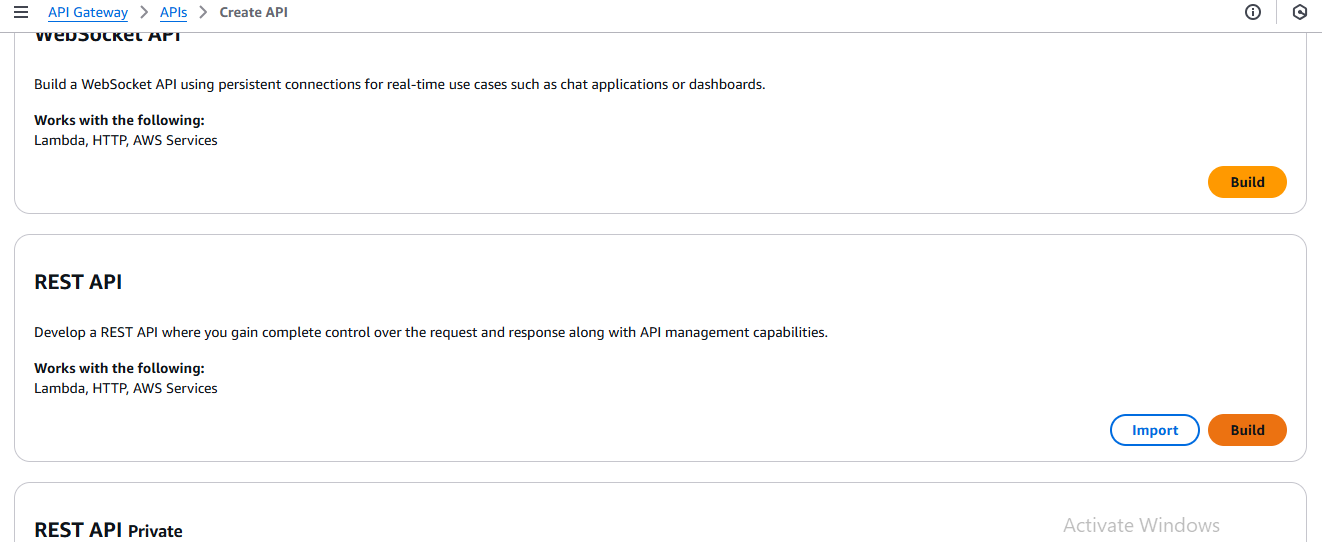 API Gateway > APIs > Create API
WebSocket API
Build a WebSocket API using persistent connections for real-time use cases such as chat applications or dashboards.
Works with the following:
Lambda, HTTP, AWS Services
Build
REST API
Develop a REST API where you gain complete control over the request and response along with API management capabilities.
Works with the following:
Lambda, HTTP, AWS Services
Import Build
REST API Private
Activate Windows